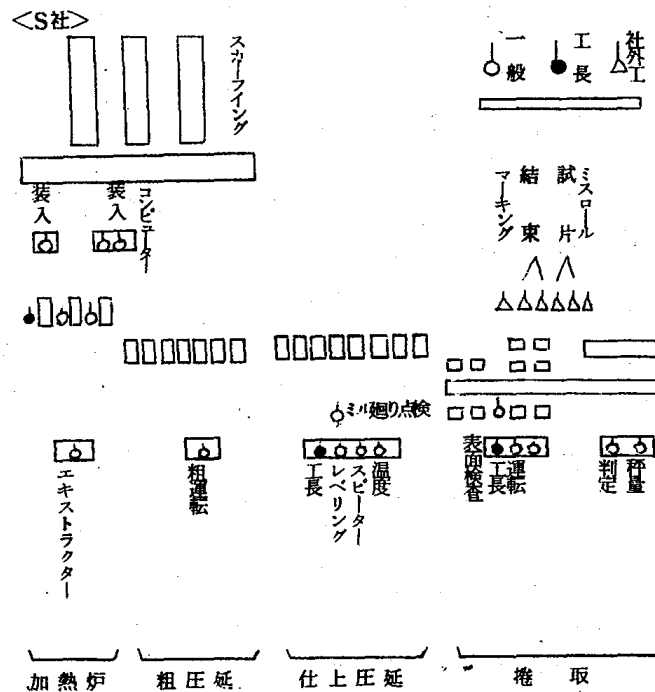 <S社>
スカーフイング
一般
工長
社外工
装入
装入
コンピューター
マーキング
結束
試片
ミスロール
ミル廻り点検
エキストラクター
粗運転
工長
レベリング
スピーター
温度
表面検査
工長
運転
判定
秤量
加熱炉
粗圧延
仕上圧延
捲取